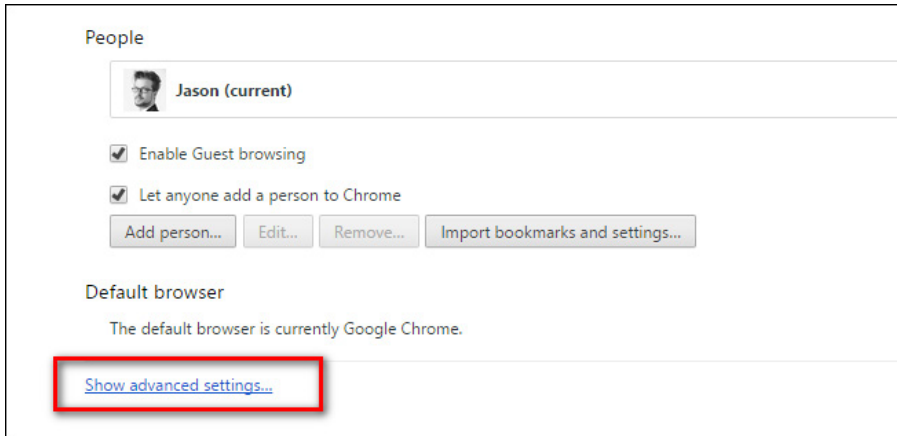 People
Jason (current)
Enable Guest browsing
Let anyone add a person to Chrome
Add person... Edit... Remove... Import bookmarks and settings...
Default browser
The default browser is currently Google Chrome.
Show advanced settings...